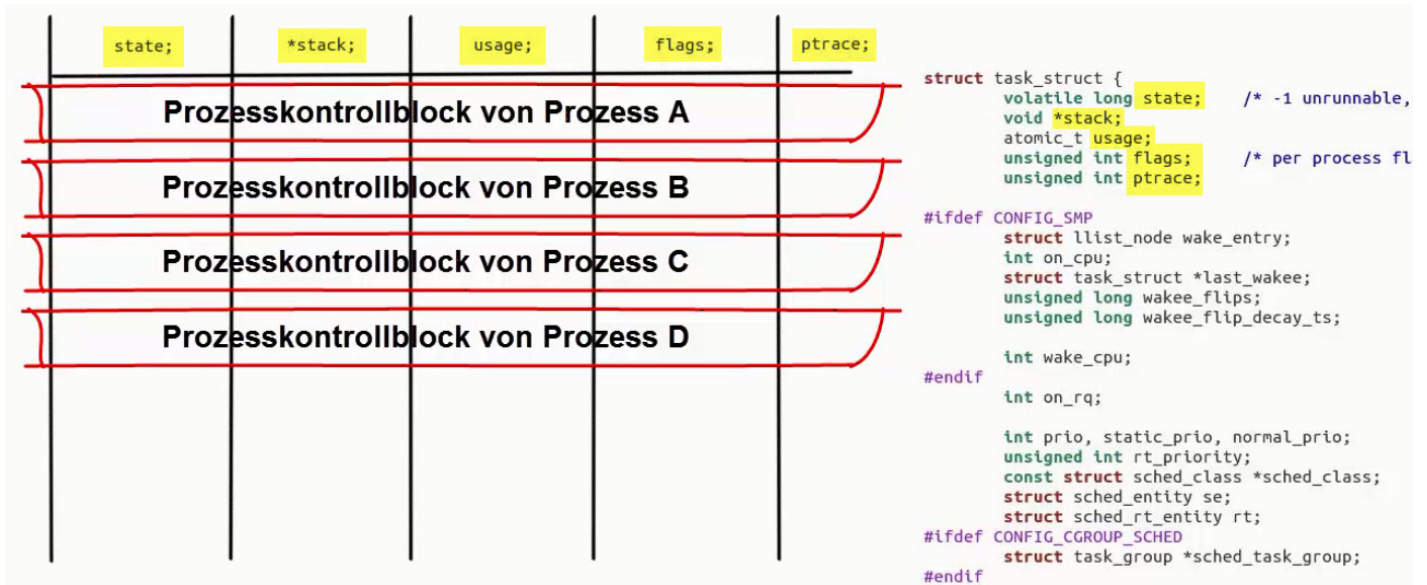 state; *stack; usage; flags; ptrace;
Prozesskontrollblock von Prozess A
Prozesskontrollblock von Prozess B
Prozesskontrollblock von Prozess C
Prozesskontrollblock von Prozess D
struct task_struct {
volatile long state; /* -1 unrunnable,
void *stack;
atomic_t usage;
unsigned int flags; /* per process fl
unsigned int ptrace;
#ifdef CONFIG_SMP
struct llist_node wake_entry;
int on_cpu;
struct task_struct *last_wakee;
unsigned long wakee_flips;
unsigned long wakee_flip_decay_ts;
int wake_cpu;
#endif
int on_rq;
int prio, static_prio, normal_prio;
unsigned int rt_priority;
const struct sched_class *sched_class;
struct sched_entity se;
struct sched_rt_entity rt;
#ifdef CONFIG_CGROUP_SCHED
struct task_group *sched_task_group;
#endif